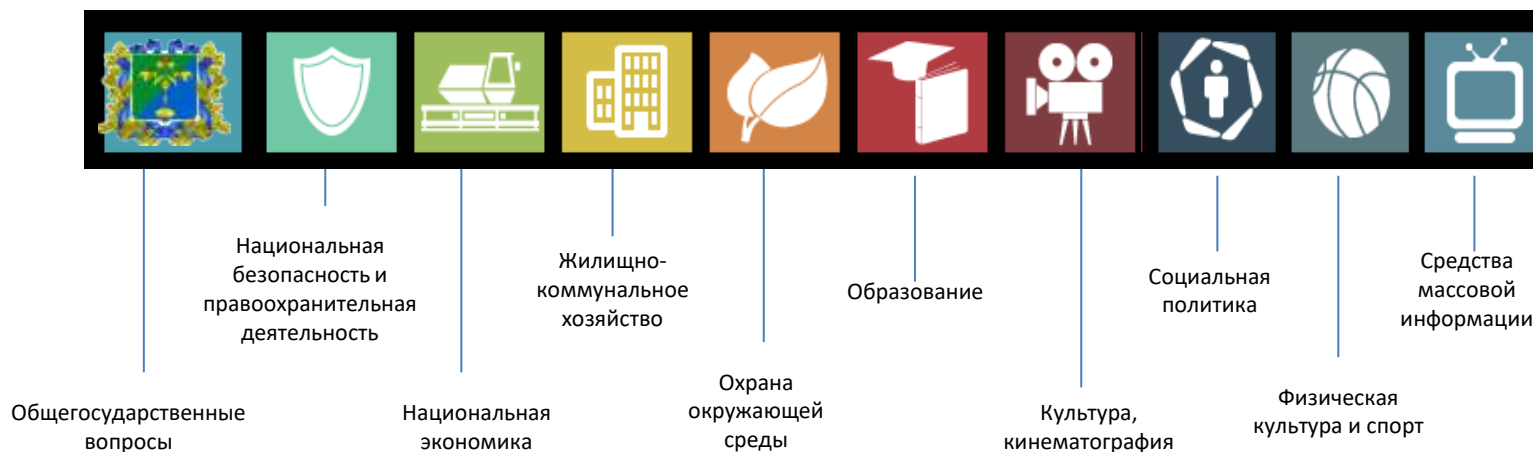 Общегосударственные
вопросы
Национальная
безопасность и
правоохранительная
деятельность
Национальная
экономика
Жилищно-
коммунальное
хозяйство
Охрана
окружающей
среды
Образование
Культура,
кинематография
Социальная
политика
Физическая
культура и спорт
Средства
массовой
информации